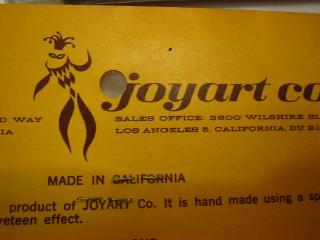 joyart co
D WAY
IA
SALES OFFICE: 3600 WILSHIRE BL
LOS ANGELES 5, CALIFORNIA, DU 2
MADE IN CALIFORNIA
product of JOYART Co. It is hand made using a sp
veteen effect.